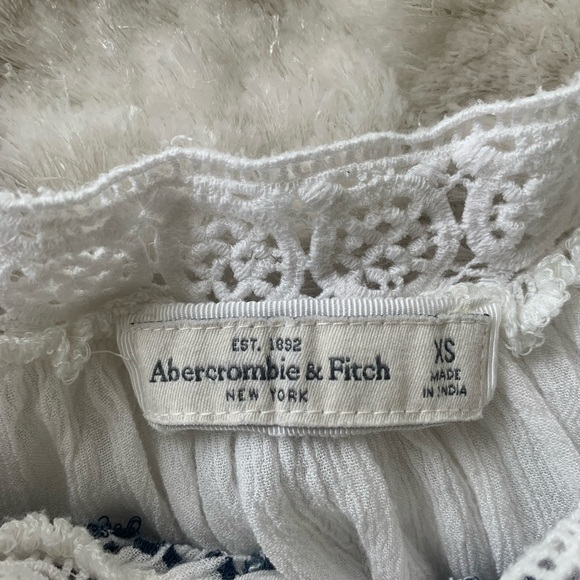 EST. 1892
Abercrombie & Fitch
NEW YORK
XS
MADE
IN INDIA